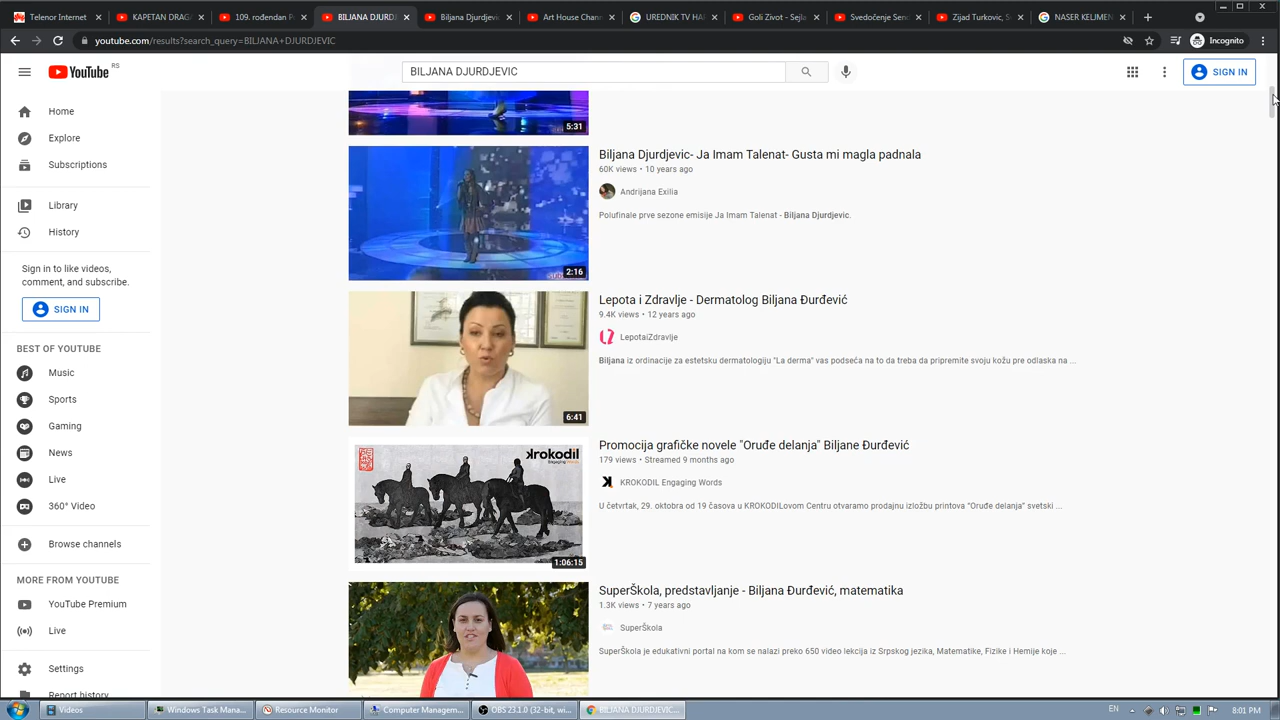 Telenor Internet
KAPETAN DRAGA
109. rođendan P
BILJANA DJURD
Biljana Djurdjevic
Art House Chan
UREDNIK TV HA
Goli Zivot - Sejla
Svedočenje Sena
Zijad Turkovic, S
NASER KELIMEN
youtube.com/results?search_query=BILJANA+DJURDJEVIC
Incognito
YouTube RS
BILJANA DJURDJEVIC
SIGN IN
Home
Explore
Subscriptions
Library
History
Sign in to like videos,
comment, and subscribe.
SIGN IN
BEST OF YOUTUBE
Music
Sports
Gaming
News
Live
360° Video
Browse channels
MORE FROM YOUTUBE
YouTube Premium
Live
Settings
Report history
5:31
2:16
Biljana Djurdjevic- Ja Imam Talenat- Gusta mi magla padnala
60K views • 10 years ago
Andrijana Exilia
Polufinale prve sezone emisije Ja Imam Talenat - Biljana Djurdjevic.
6:41
Lepota i Zdravlje - Dermatolog Biljana Đurđević
9.4K views • 12 years ago
LepotaiZdravlje
Biljana iz ordinacije za estetsku dermatologiju "La derma" vas podseća na to da treba da pripremite svoju kožu pre odlaska na ...
KROKODIL
Engaging Words
1:06:15
Promocija grafičke novele "Oruđe delanja" Biljane Đurđević
179 views • Streamed 9 months ago
KROKODIL Engaging Words
U četvrtak, 29. oktobra od 19 časova u KROKODILovom Centru otvaramo prodajnu izložbu printova "Oruđe delanja" svetski ...
SuperŠkola, predstavljanje - Biljana Đurđević, matematika
1.3K views • 7 years ago
SuperŠkola
SuperŠkola je edukativni portal na kom se nalazi preko 650 video lekcija iz Srpskog jezika, Matematike, Fizike i Hemije koje ...
Videos
Windows Task Mana...
Resource Monitor
Computer Managem...
OBS 23.1.0 (32-bit, wi...
BILJANA DJURDJEVIC...
EN
8:01 PM